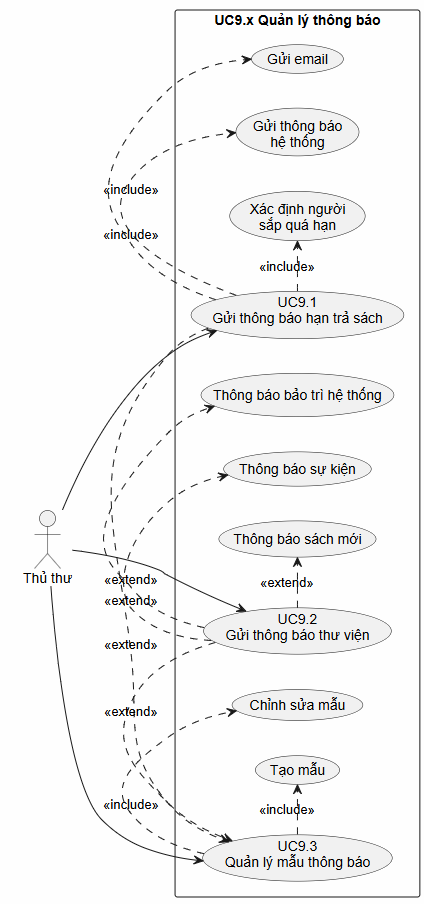 UC9.x Quản lý thông báo
Gửi email
Gửi thông báo
hệ thống
«include»
Xác định người
sắp quá hạn
«include»
«include»
UC9.1
Gửi thông báo hạn trả sách
Thông báo bảo trì hệ thống
Thông báo sự kiện
Thông báo sách mới
Thủ thư
«extend»
«extend»
«extend»
UC9.2
Gửi thông báo thư viện
«extend»
Chỉnh sửa mẫu
«extend»
Tạo mẫu
«include»
«include»
UC9.3
Quản lý mẫu thông báo